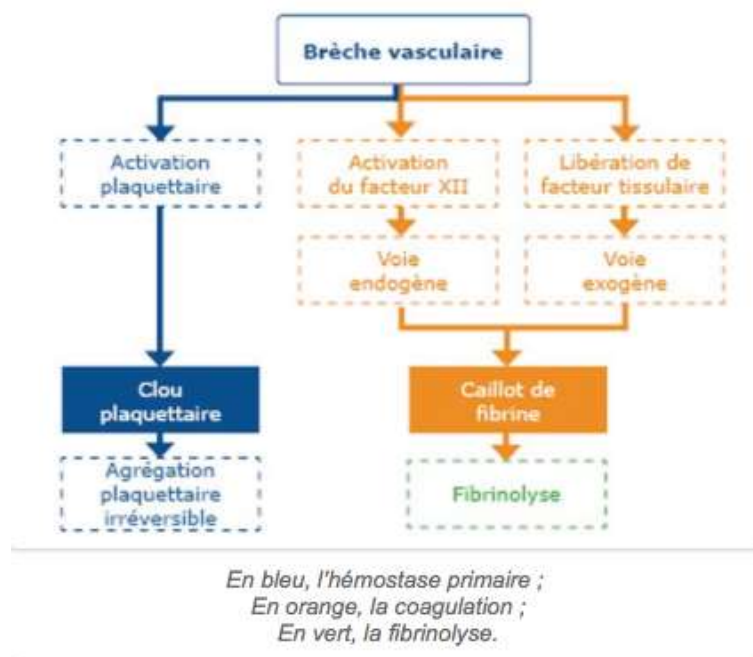 Brèche vasculaire
Activation
plaquettaire
Activation
du facteur XII
Libération de
facteur tissulaire
Voie
endogène
Voie
exogène
Clou
plaquettaire
Caillot de
fibrine
Agrégation
plaquettaire
irréversible
Fibrinolyse
En bleu, l'hémostase primaire ;
En orange, la coagulation ;
En vert, la fibrinolyse.